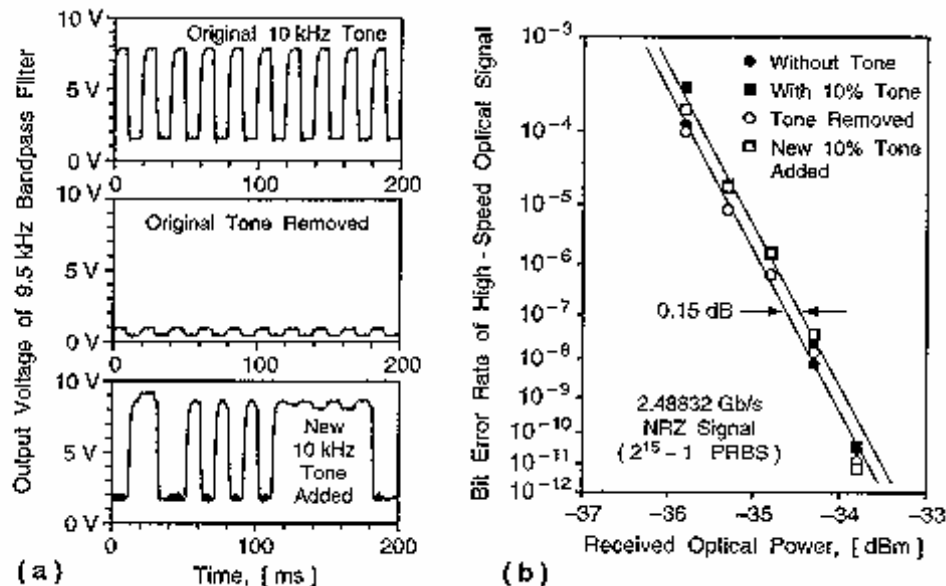 Output Voltage of 9.5 kHz Bandpass Filter
10 V
5 V
0 V
Original 10 kHz Tone
0
100
200
10 V
5 V
0 V
Original Tone Removed
0
100
200
10 V
5 V
0 V
New
10 kHz
Tone
Added
0
100
200
Time, [ms]
(a)
Bit Error Rate of High-Speed Optical Signal
10⁻³
10⁻⁴
10⁻⁵
10⁻⁶
10⁻⁷
10⁻⁸
10⁻⁹
10⁻¹⁰
10⁻¹¹
10⁻¹²
Without Tone
With 10% Tone
Tone Removed
New 10% Tone
Added
0.15 dB
2.48832 Gb/s
NRZ Signal
(2¹⁵-1 PRBS)
-37
-36
-35
-34
-33
Received Optical Power, [dBm]
(b)